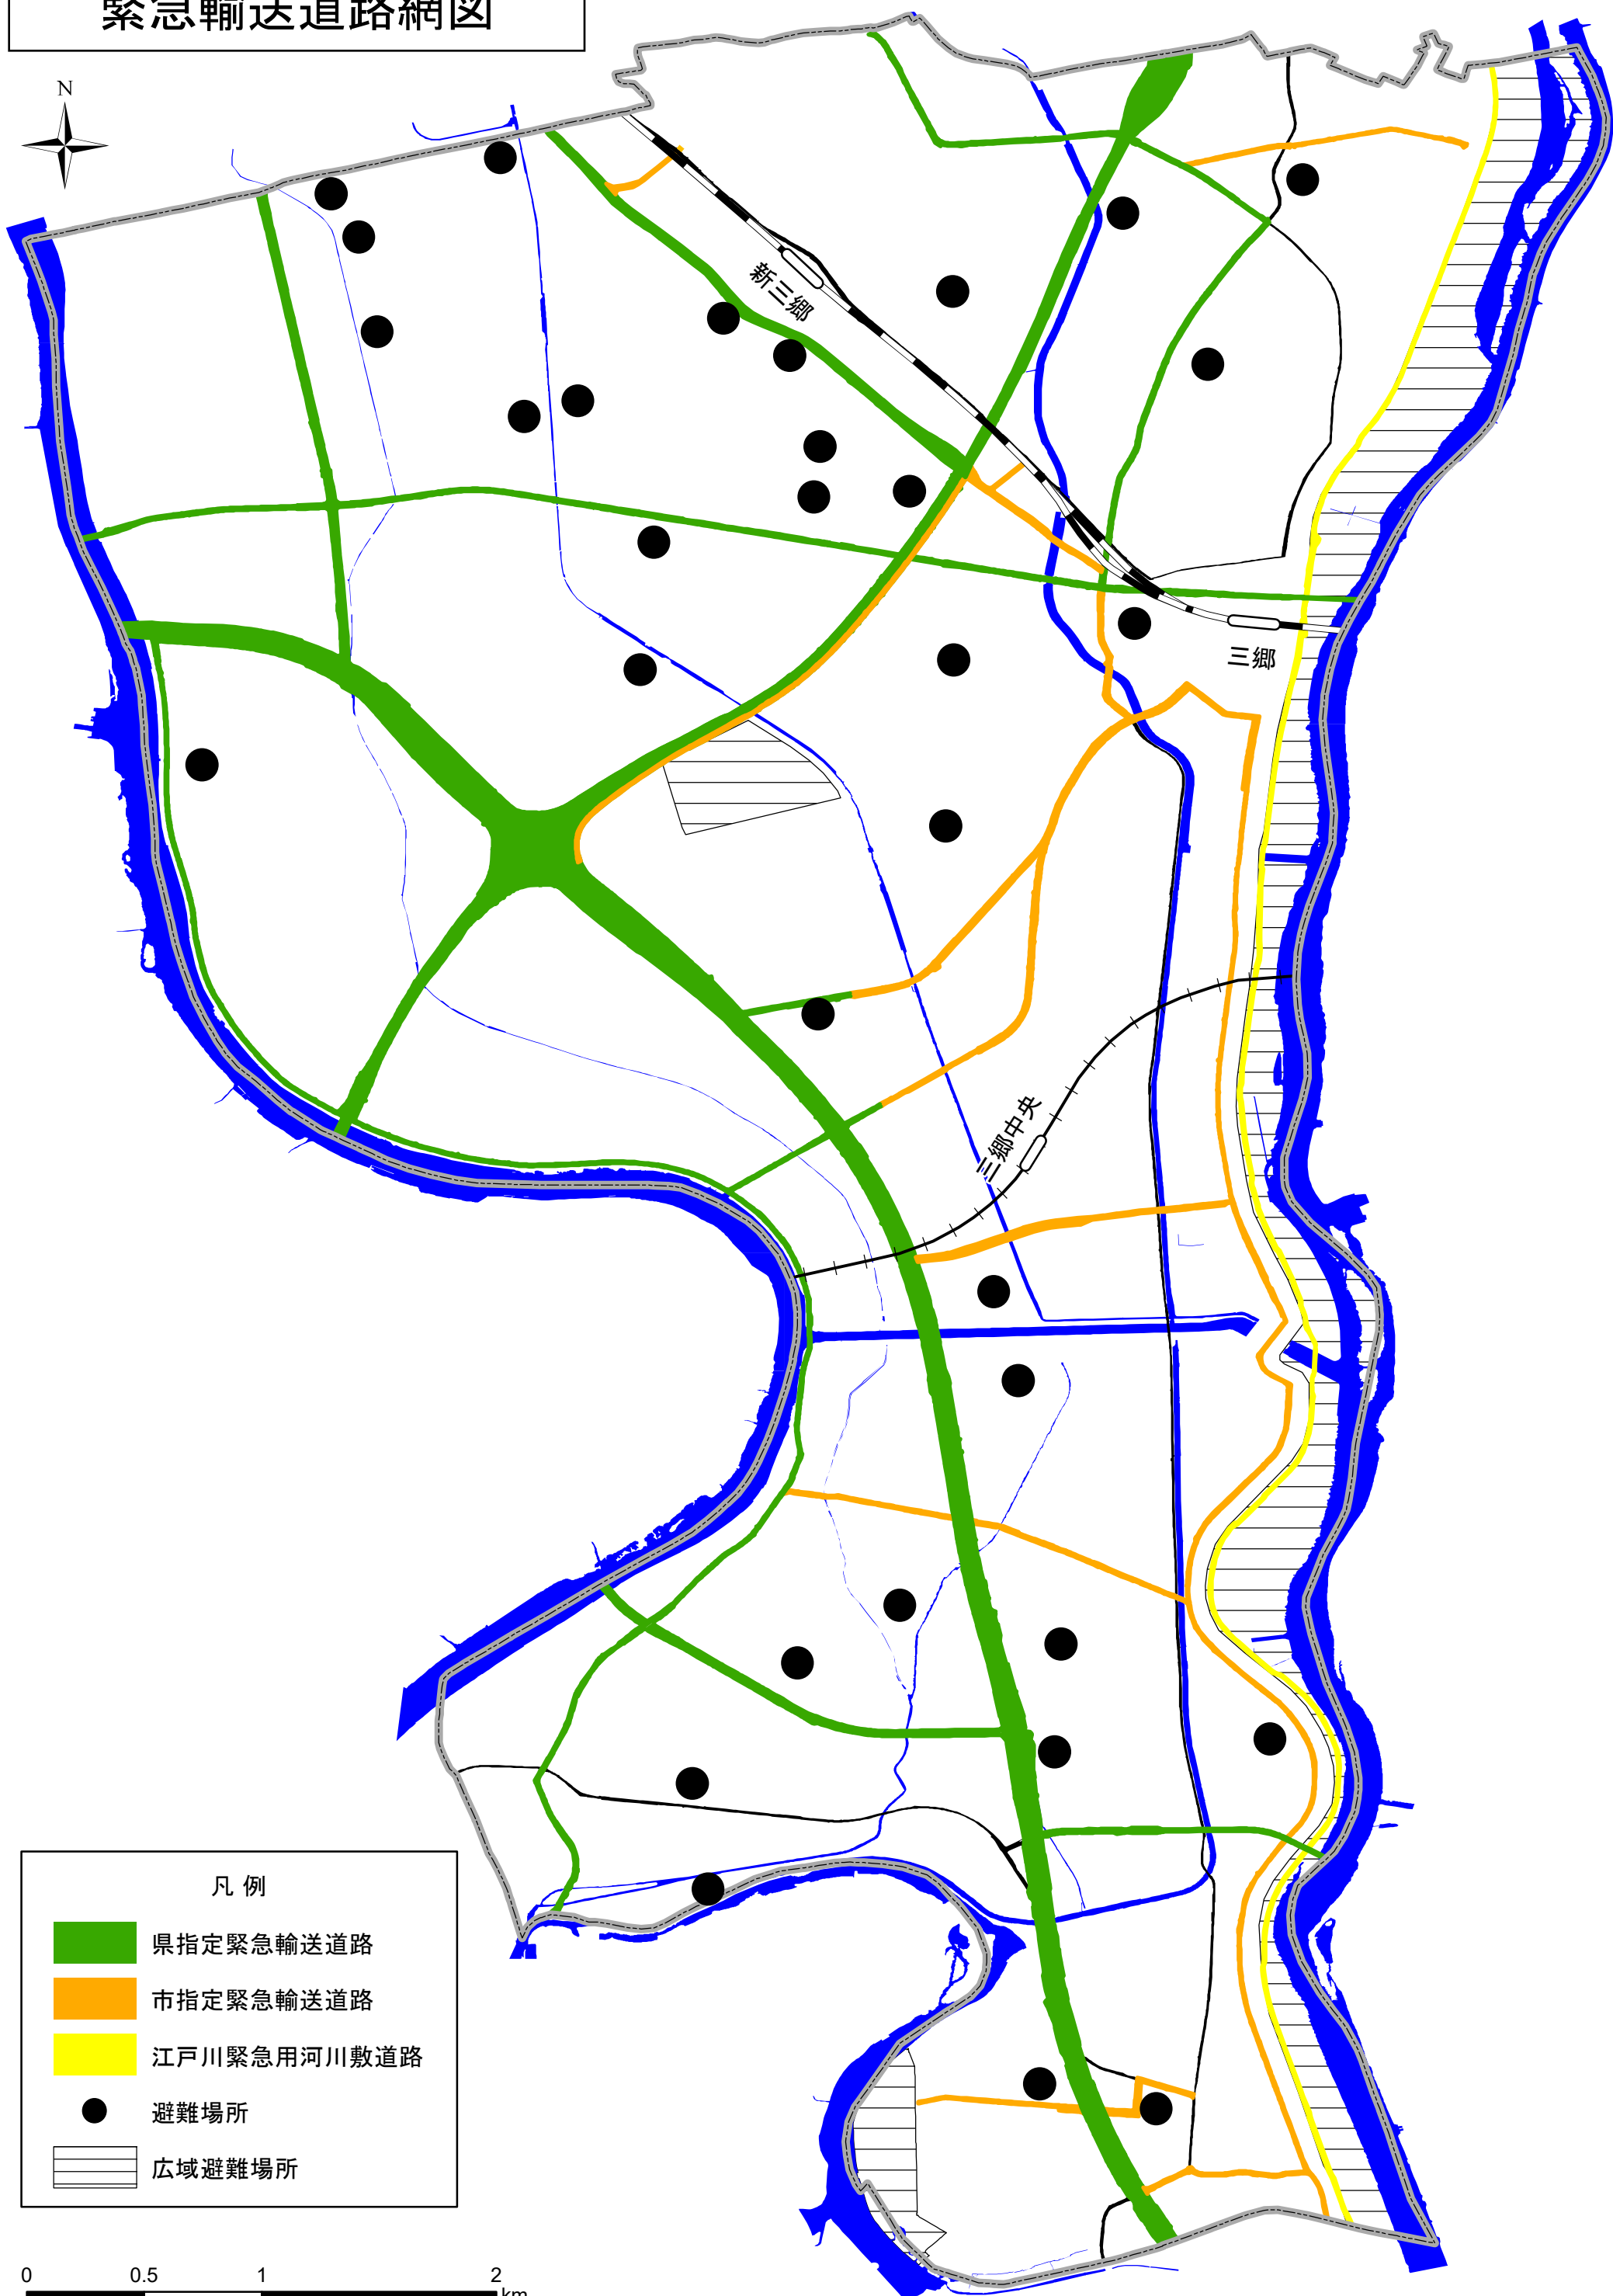 緊急輸送道路網図
N
新三郷
三郷
三郷中央
凡例
県指定緊急輸送道路
市指定緊急輸送道路
江戸川緊急用河川敷道路
避難場所
広域避難場所
0 0.5 1 2
km